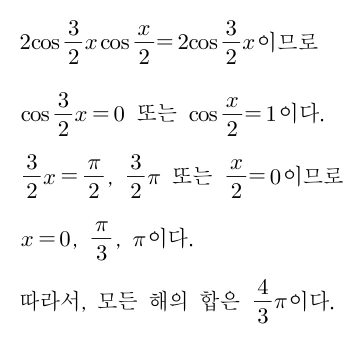 2cos 3/2 x cos x/2 = 2cos 3/2 x 이므로
cos 3/2 x = 0 또는 cos x/2 = 1이다.
3/2 x = π/2, 3/2 π 또는 x/2 = 0이므로
x = 0, π/3, π이다.
따라서, 모든 해의 합은 4/3 π이다.